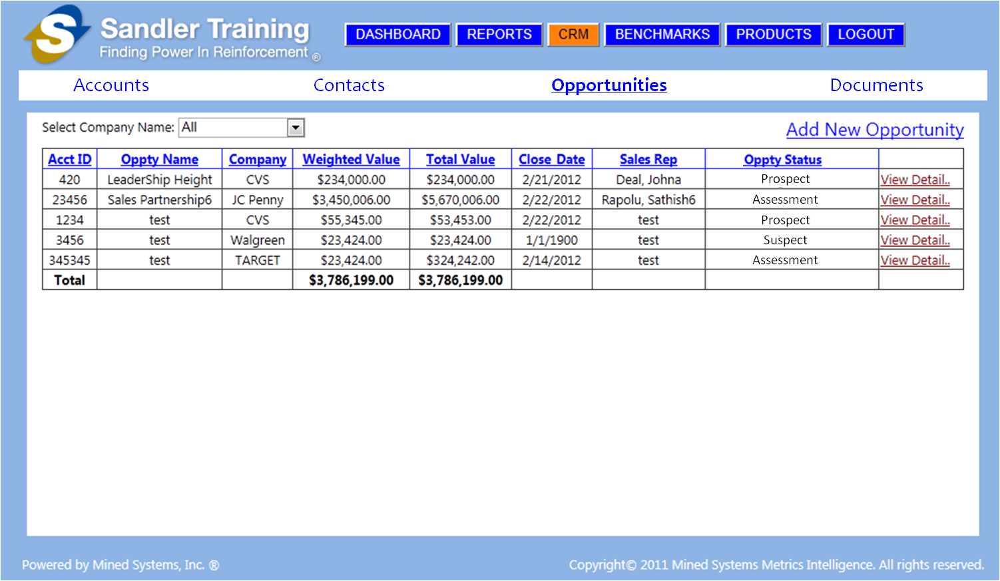 Sandler Training
Finding Power In Reinforcement ®
DASHBOARD REPORTS CRM BENCHMARKS PRODUCTS LOGOUT
Accounts Contacts Opportunities Documents
Select Company Name: All
Add New Opportunity
Acct ID Oppty Name Company Weighted Value Total Value Close Date Sales Rep Oppty Status
420 LeaderShip Height CVS $234,000.00 $234,000.00 2/21/2012 Deal, Johna Prospect View Detail..
23456 Sales Partnership6 JC Penny $3,450,006.00 $5,670,006.00 2/22/2012 Rapolu, Sathish6 Assessment View Detail..
1234 test CVS $55,345.00 $53,453.00 2/22/2012 test Prospect View Detail..
3456 test Walgreen $23,424.00 $23,424.00 1/1/1900 test Suspect View Detail..
345345 test TARGET $23,424.00 $324,242.00 2/14/2012 test Assessment View Detail..
Total $3,786,199.00 $3,786,199.00
Powered by Mined Systems, Inc. ®
Copyright© 2011 Mined Systems Metrics Intelligence. All rights reserved.